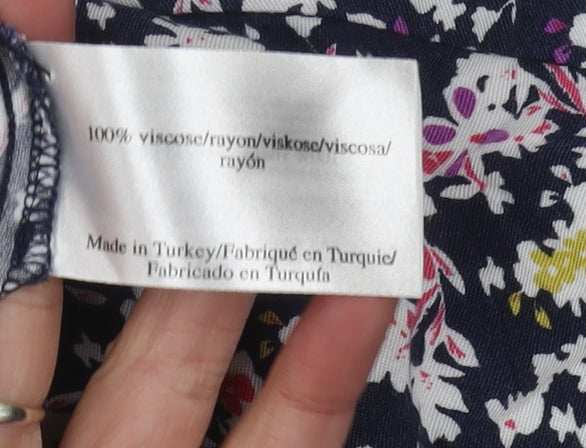 100% viscose/rayon/viskose/viscosa/
rayón
Made in Turkey/Fabriqué en Turquie/
Fabricado en Turquía